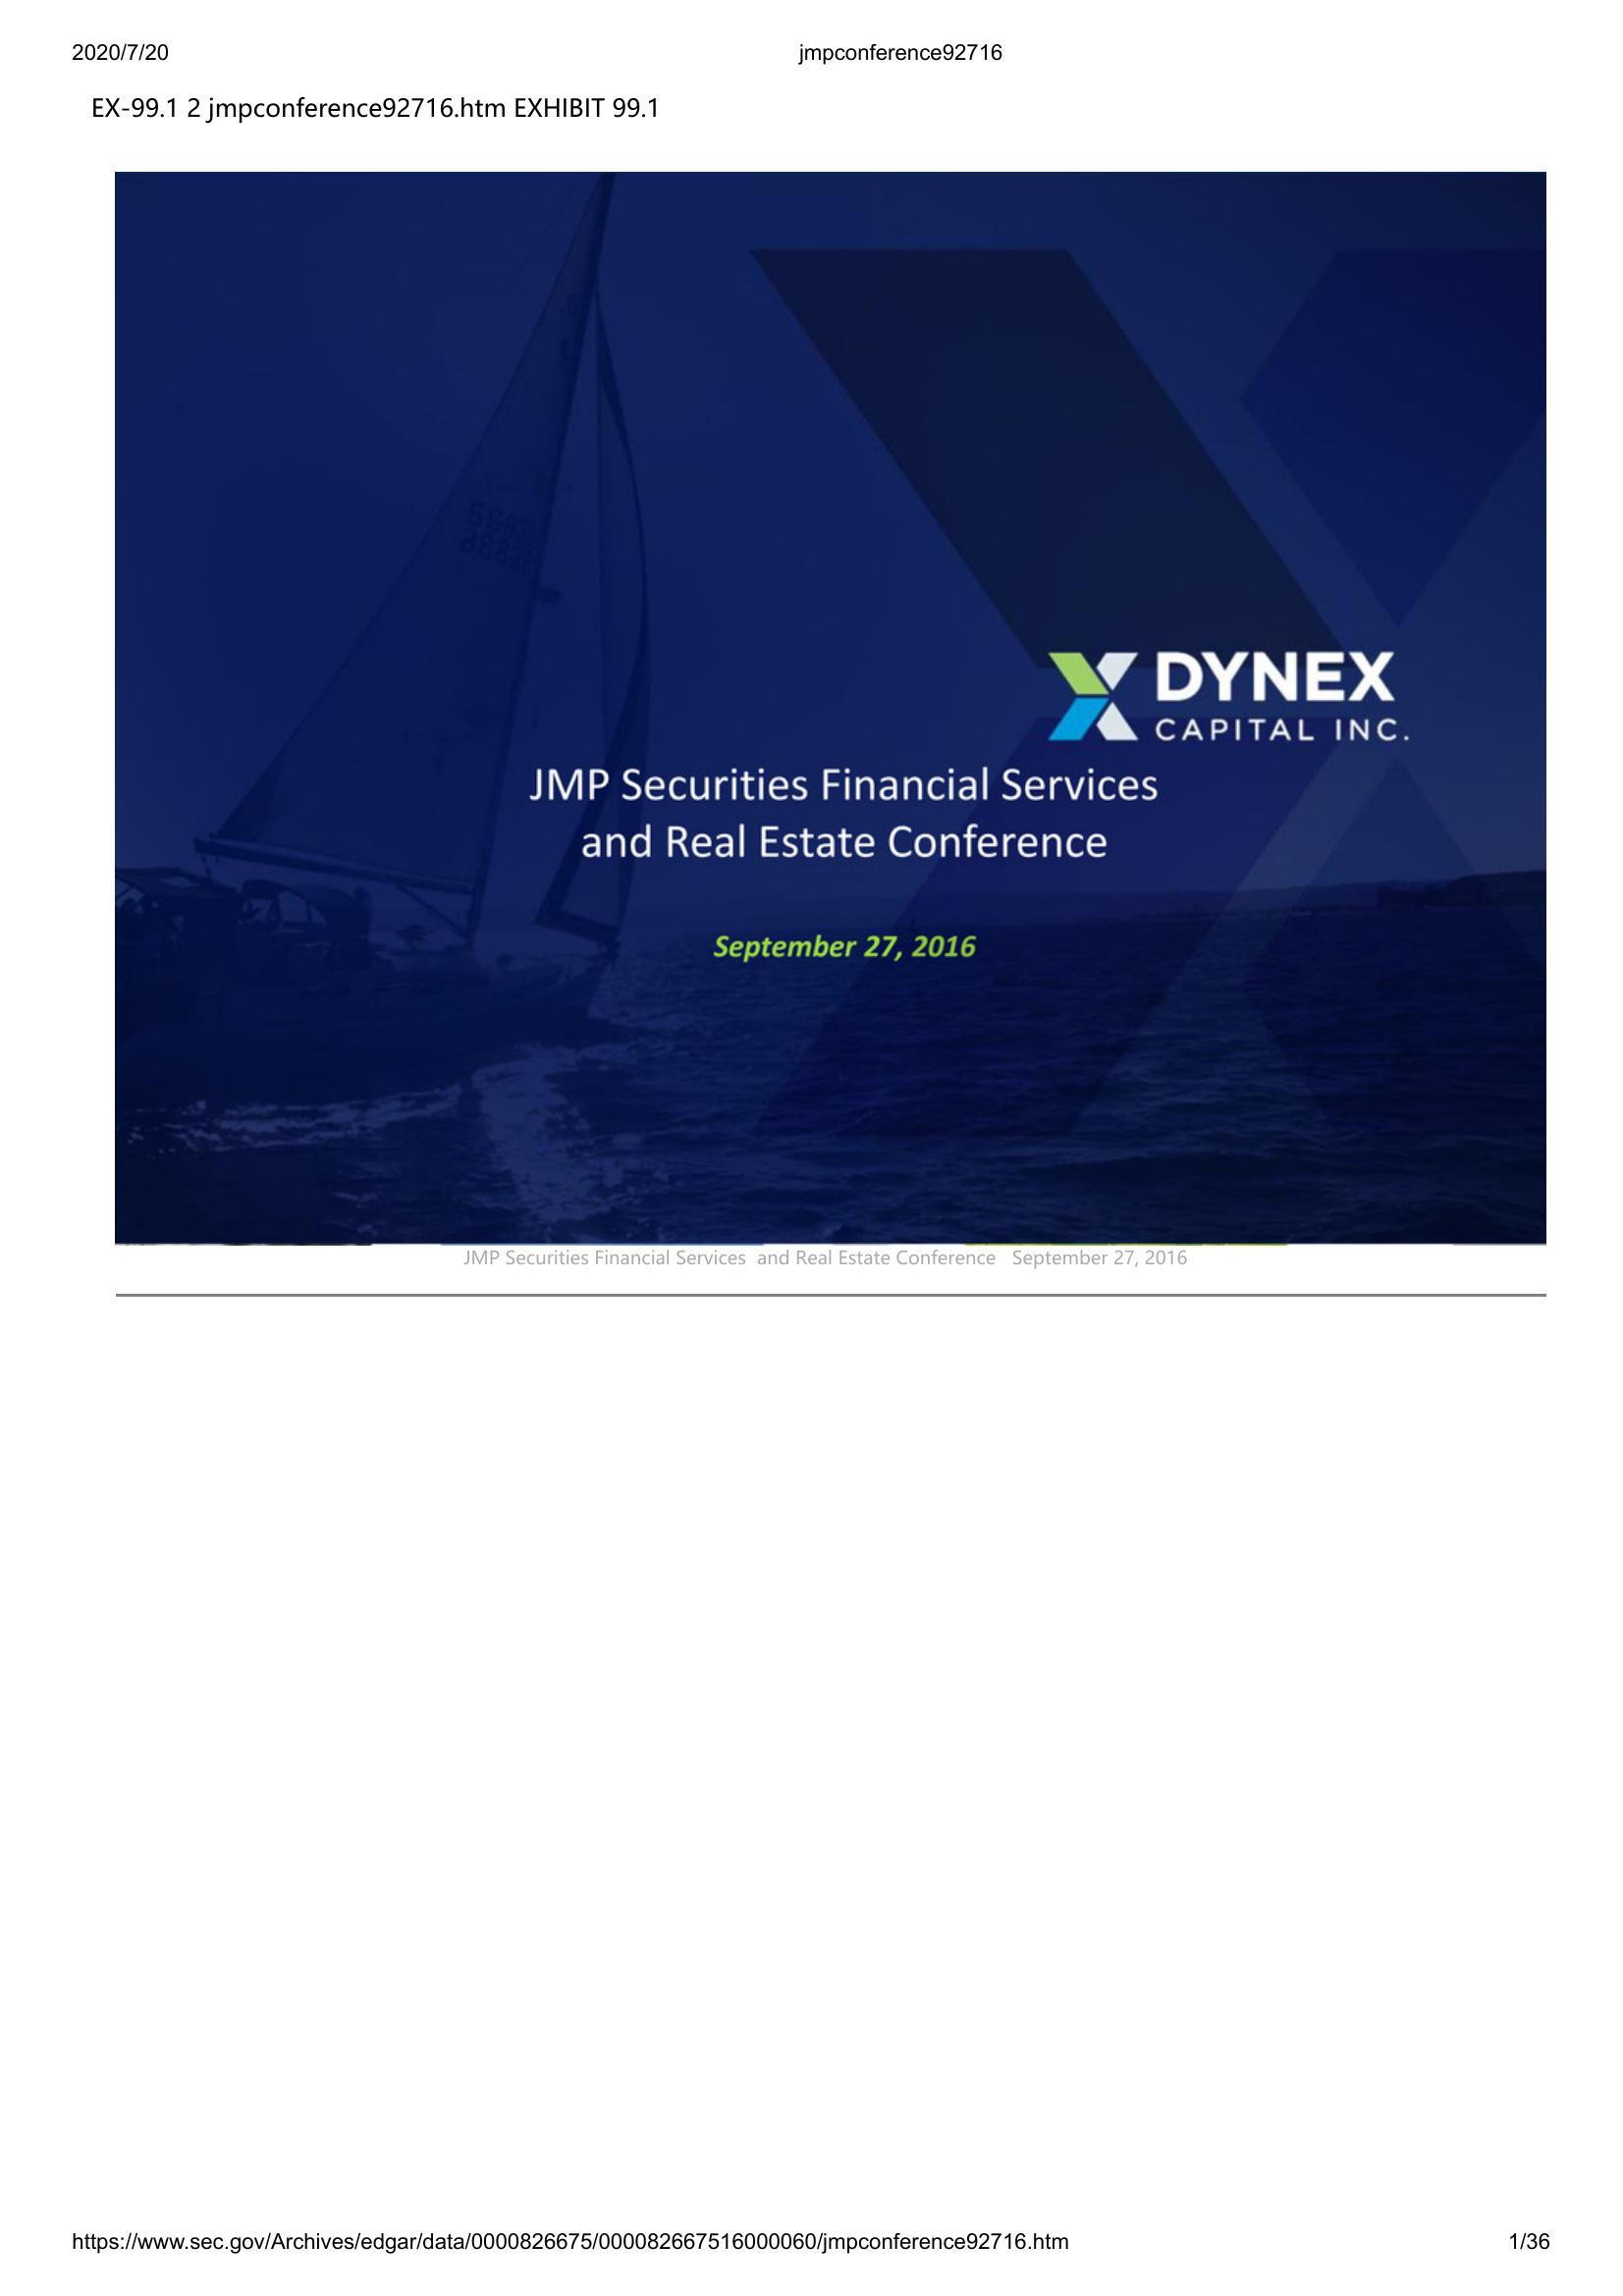 2020/7/20
jmpconference92716
EX-99.1 2 jmpconference92716.htm EXHIBIT 99.1
DYNEX
CAPITAL INC.
JMP Securities Financial Services
and Real Estate Conference
September 27, 2016
JMP Securities Financial Services  and Real Estate Conference   September 27, 2016
https://www.sec.gov/Archives/edgar/data/0000826675/000082667516000060/jmpconference92716.htm
1/36